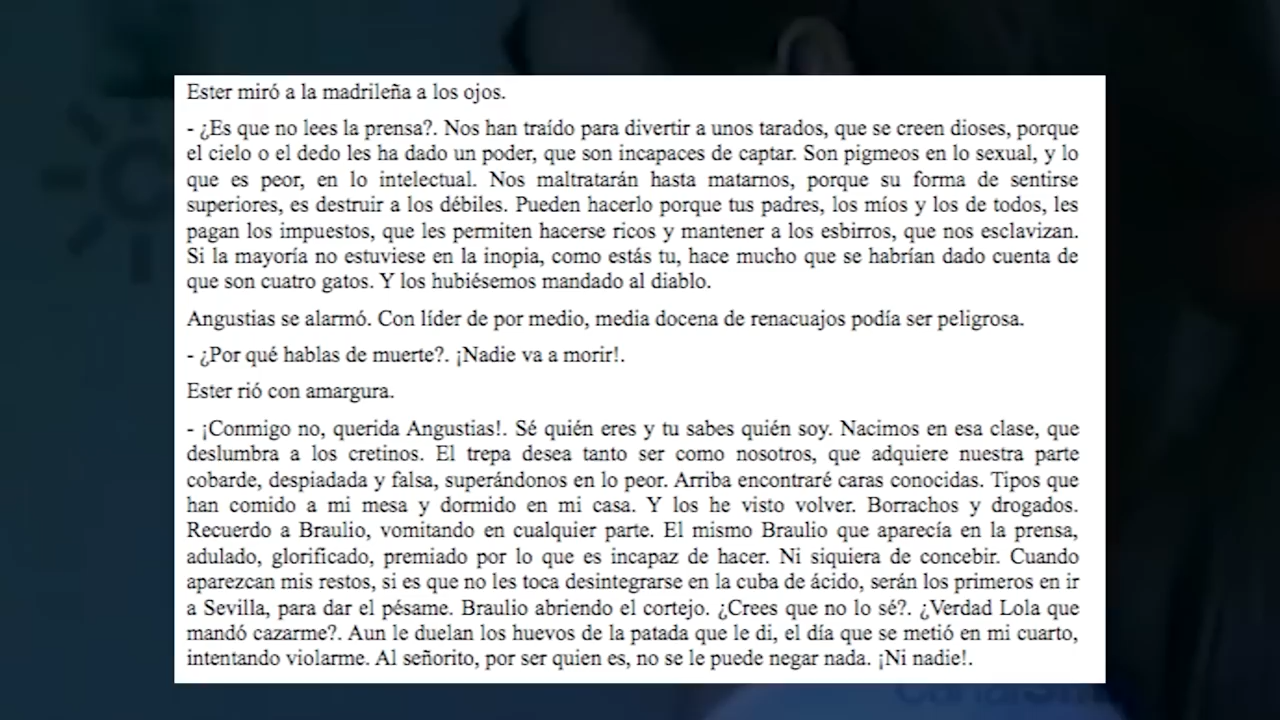 Ester miró a la madrileña a los ojos.
- ¿Es que no lees la prensa?. Nos han traído para divertir a unos tarados, que se creen dioses, porque
el cielo o el dedo les ha dado un poder, que son incapaces de captar. Son pigmeos en lo sexual, y lo
que es peor, en lo intelectual. Nos maltratarán hasta matarnos, porque su forma de sentirse
superiores, es destruir a los débiles. Pueden hacerlo porque tus padres, los míos y los de todos, les
pagan los impuestos, que les permiten hacerse ricos y mantener a los esbirros, que nos esclavizan.
Si la mayoría no estuviese en la inopia, como estás tu, hace mucho que se habrían dado cuenta de
que son cuatro gatos. Y los hubiésemos mandado al diablo.
Angustias se alarmó. Con líder de por medio, media docena de renacuajos podía ser peligrosa.
- ¿Por qué hablas de muerte?. ¡Nadie va a morir!.
Ester rió con amargura.
- ¡Conmigo no, querida Angustias!. Sé quién eres y tu sabes quién soy. Nacimos en esa clase, que
deslumbra a los cretinos. El trepa desea tanto ser como nosotros, que adquiere nuestra parte
cobarde, despiadada y falsa, superándonos en lo peor. Arriba encontraré caras conocidas. Tipos que
han comido a mi mesa y dormido en mi casa. Y los he visto volver. Borrachos y drogados.
Recuerdo a Braulio, vomitando en cualquier parte. El mismo Braulio que aparecía en la prensa,
adulado, glorificado, premiado por lo que es incapaz de hacer. Ni siquiera de concebir. Cuando
aparezcan mis restos, si es que no les toca desintegrarse en la cuba de ácido, serán los primeros en ir
a Sevilla, para dar el pésame. Braulio abriendo el cortejo. ¿Crees que no lo sé?. ¿Verdad Lola que
mandó cazarme?. Aun le duelan los huevos de la patada que le di, el día que se metió en mi cuarto,
intentando violarme. Al señorito, por ser quien es, no se le puede negar nada. ¡Ni nadie!.